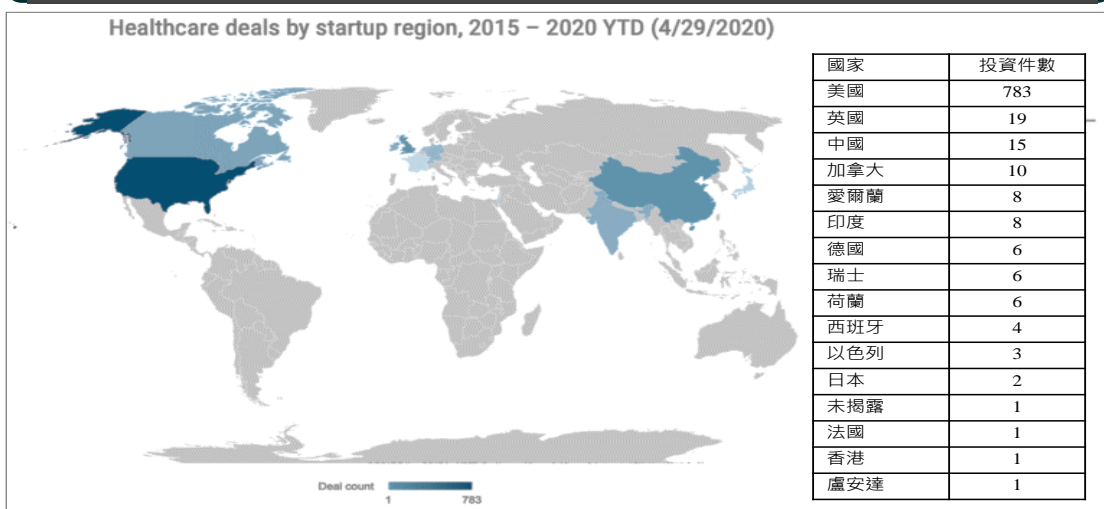 Healthcare deals by startup region, 2015 – 2020 YTD (4/29/2020)
國家 投資件數
美國 783
英國 19
中國 15
加拿大 10
愛爾蘭 8
印度 8
德國 6
瑞士 6
荷蘭 6
西班牙 4
以色列 3
日本 2
未揭露 1
法國 1
香港 1
盧安達 1
Deal count
1 783